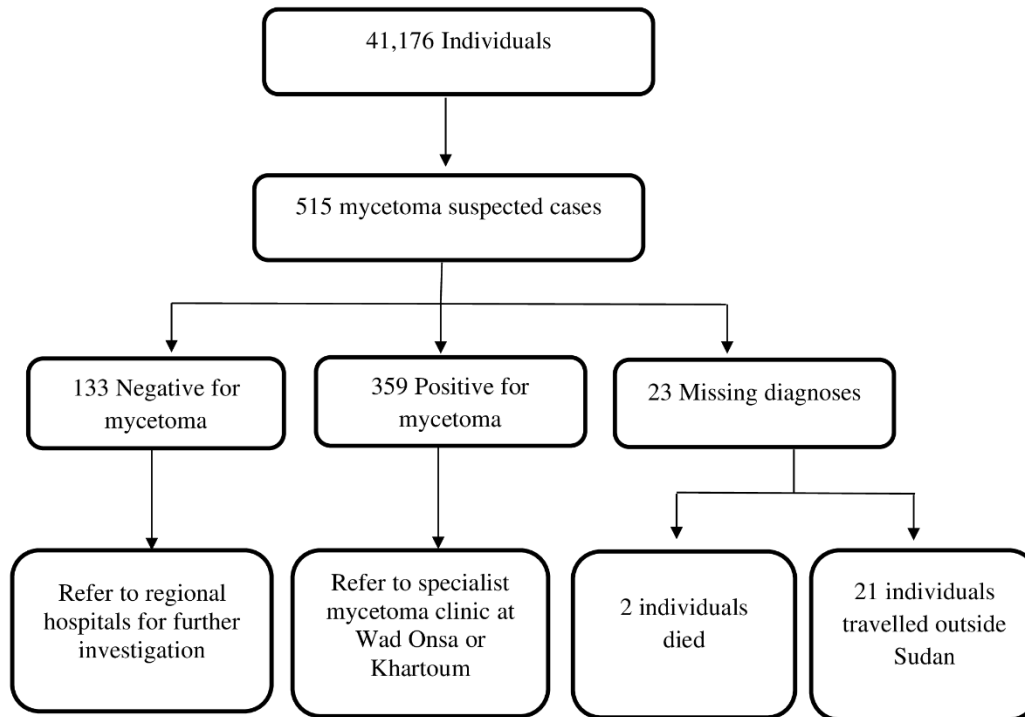 41,176 Individuals
515 mycetoma suspected cases
133 Negative for
mycetoma
359 Positive for
mycetoma
23 Missing diagnoses
Refer to regional
hospitals for further
investigation
Refer to specialist
mycetoma clinic at
Wad Onsa or
Khartoum
2 individuals
died
21 individuals
travelled outside
Sudan